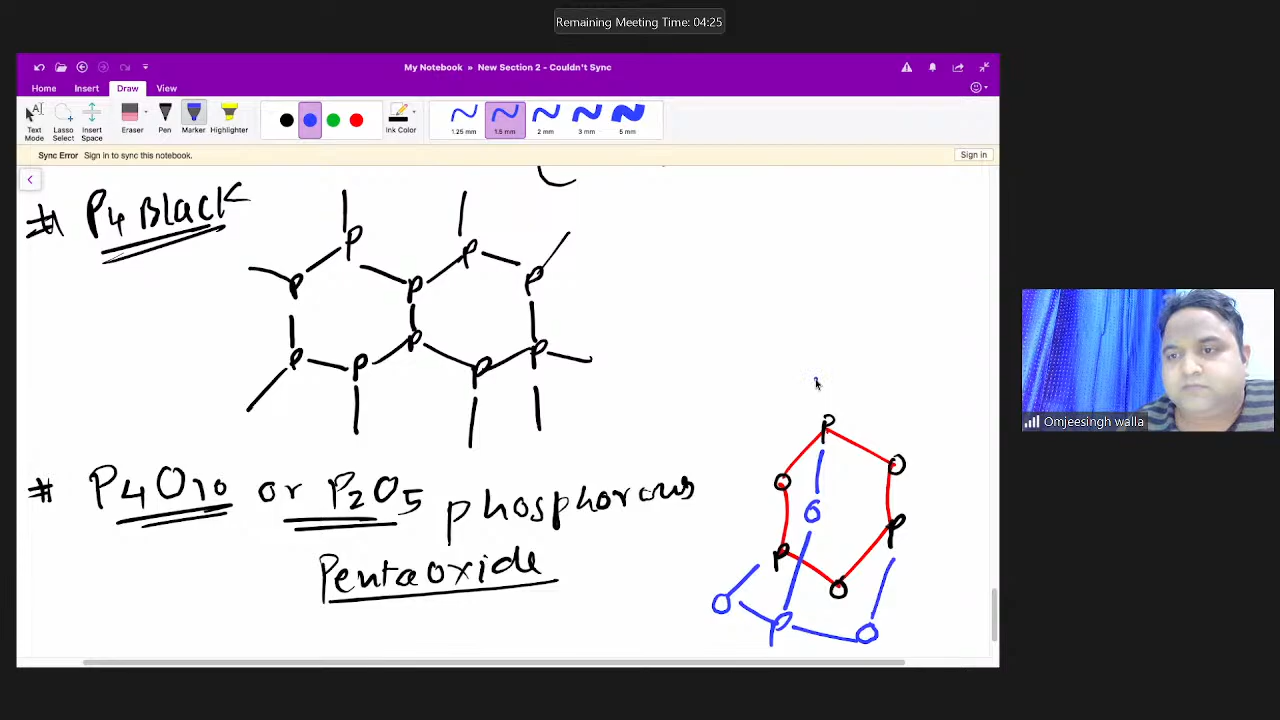 Remaining Meeting Time: 04:25
My Notebook » New Section 2 - Couldn't Sync
Home Insert Draw View
Text Mode
Lasso Select
Insert Space
Eraser
Pen
Marker
Highlighter
Ink Color
1.25 mm
1.8 mm
2 mm
3 mm
5 mm
Sync Error Sign in to sync this notebook.
Sign in
# P4 Black
P P
P P P
P P P
P P
# P4O10 or P2O5 phosphorous
Pentaoxide
P
O O
O
P P
O
O P O
Omjeesingh walla